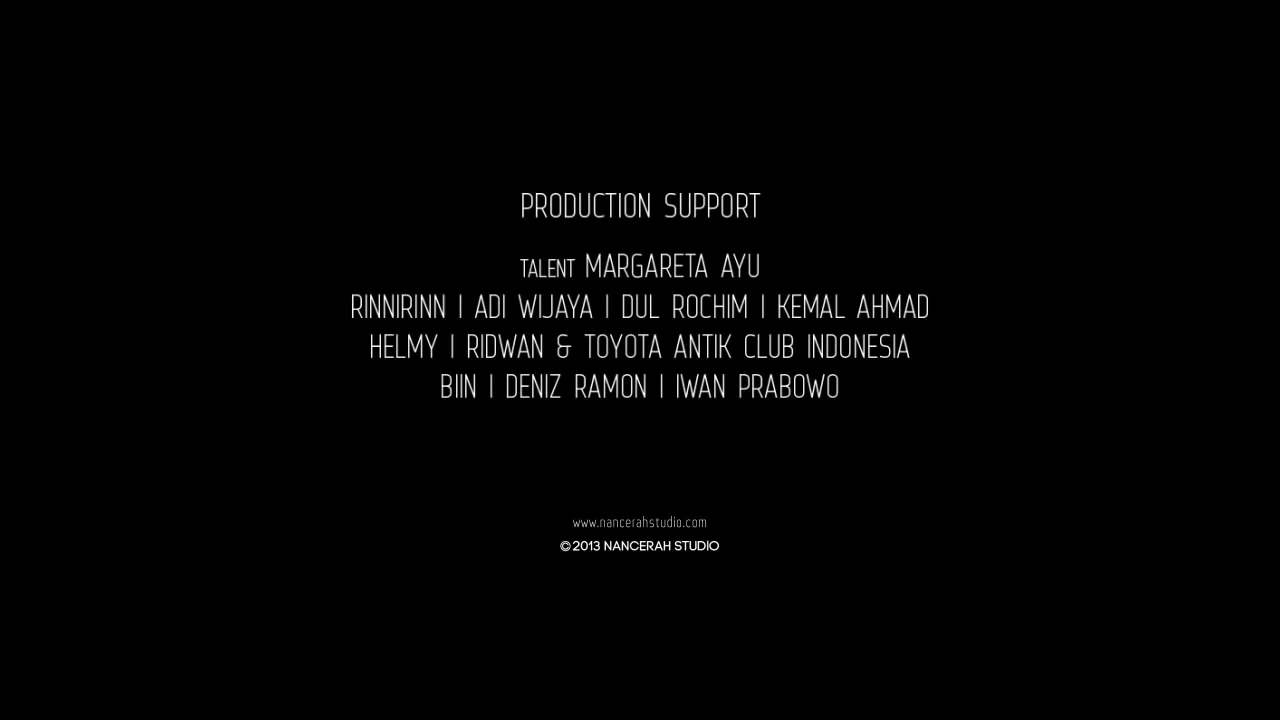 PRODUCTION SUPPORT
TALENT MARGARETA AYU
RINNIRINN | ADI WIJAYA | DUL ROCHIM | KEMAL AHMAD
HELMY | RIDWAN & TOYOTA ANTIK CLUB INDONESIA
BIIN | DENIZ RAMON | IWAN PRABOWO
www.nancerahstudio.com
© 2013 NANCERAH STUDIO